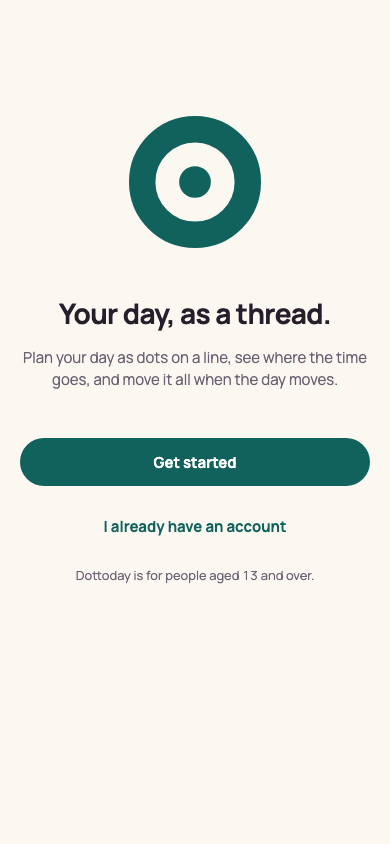 Your day, as a thread.
Plan your day as dots on a line, see where the time
goes, and move it all when the day moves.
Get started
I already have an account
Dottoday is for people aged 13 and over.